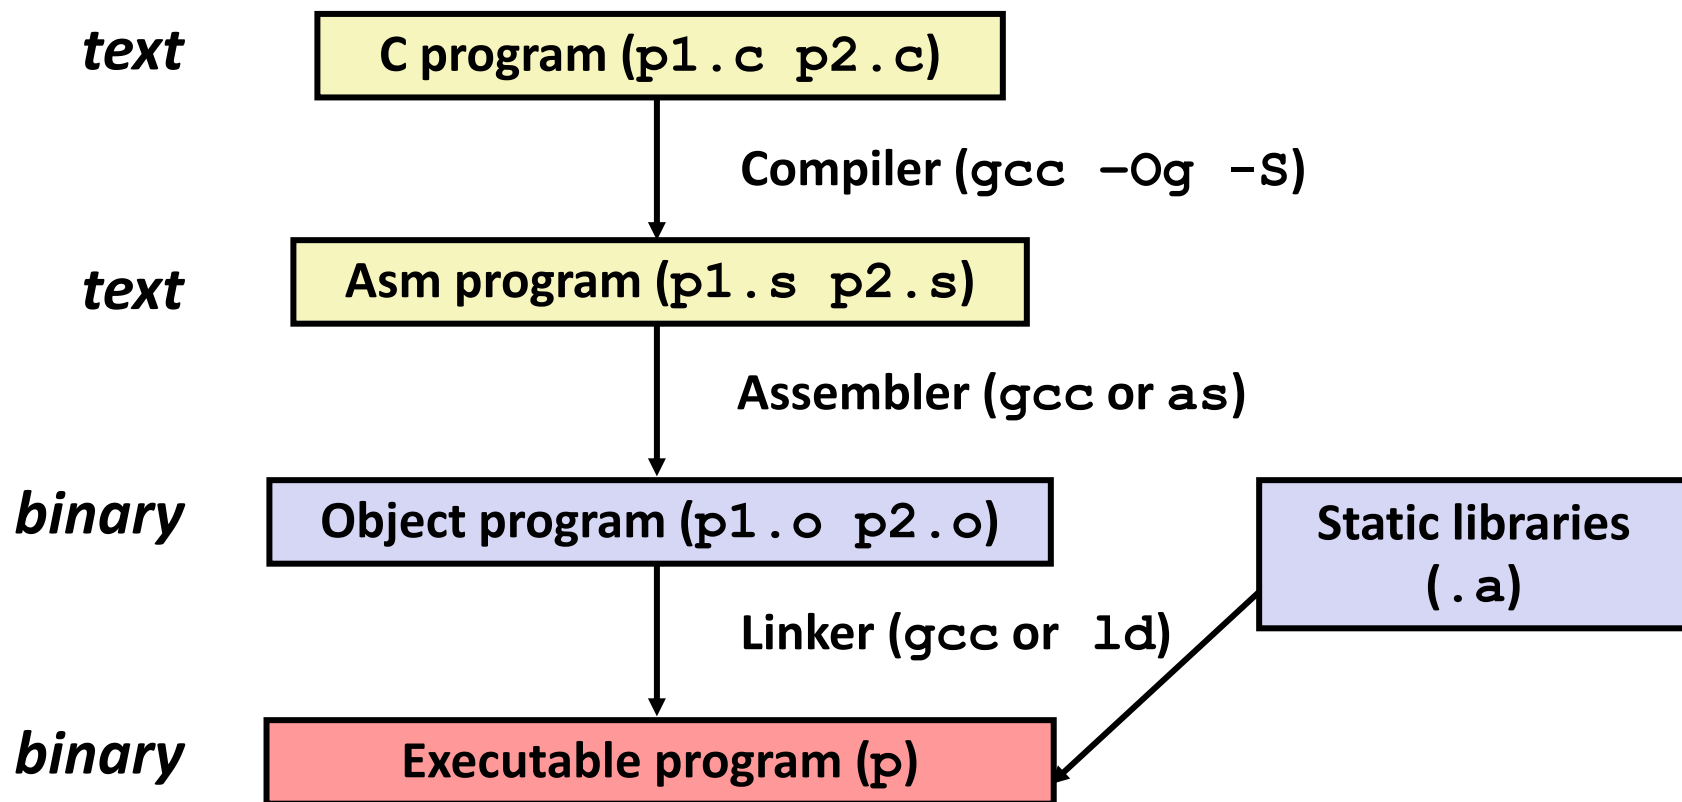 text
C program (p1.c p2.c)
Compiler (gcc –Og -S)
text
Asm program (p1.s p2.s)
Assembler (gcc or as)
binary
Object program (p1.o p2.o)
Static libraries
(.a)
Linker (gcc or ld)
binary
Executable program (p)